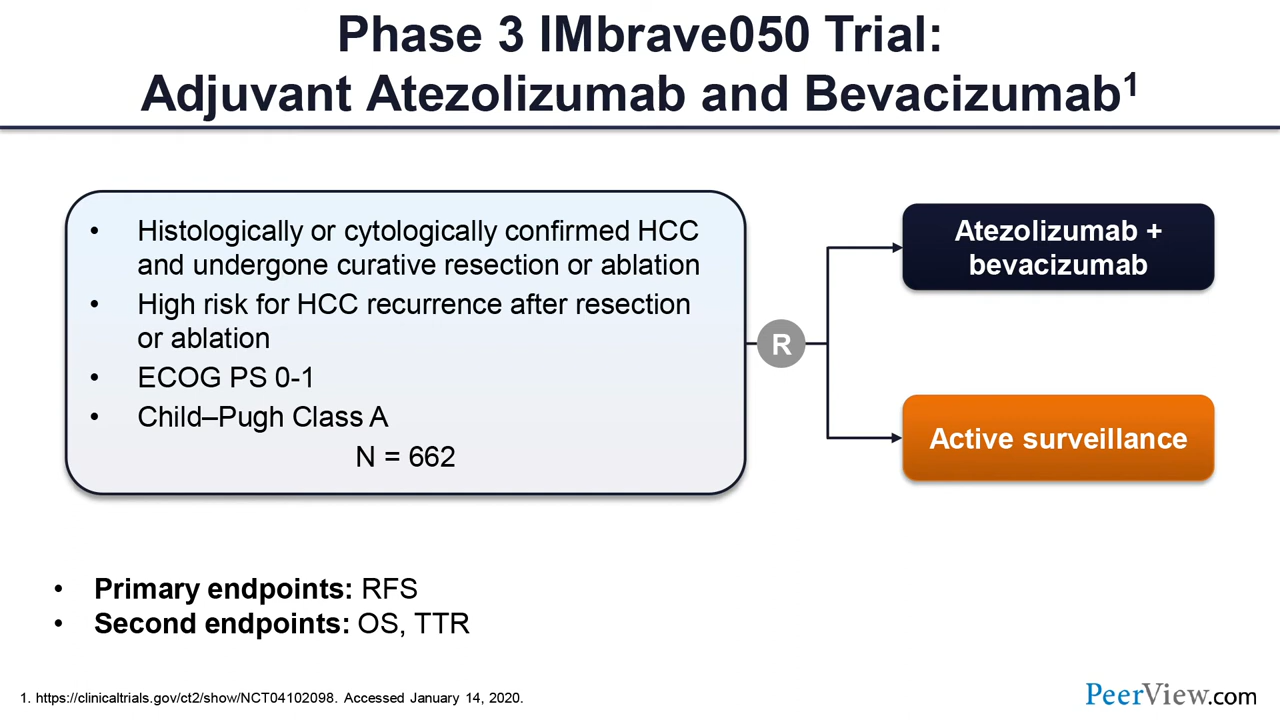 Phase 3 IMbrave050 Trial:
Adjuvant Atezolizumab and Bevacizumab¹
• Histologically or cytologically confirmed HCC
and undergone curative resection or ablation
• High risk for HCC recurrence after resection
or ablation
• ECOG PS 0-1
• Child–Pugh Class A
N = 662
R
Atezolizumab +
bevacizumab
Active surveillance
• Primary endpoints: RFS
• Second endpoints: OS, TTR
1. https://clinicaltrials.gov/ct2/show/NCT04102098. Accessed January 14, 2020.
PeerView.com